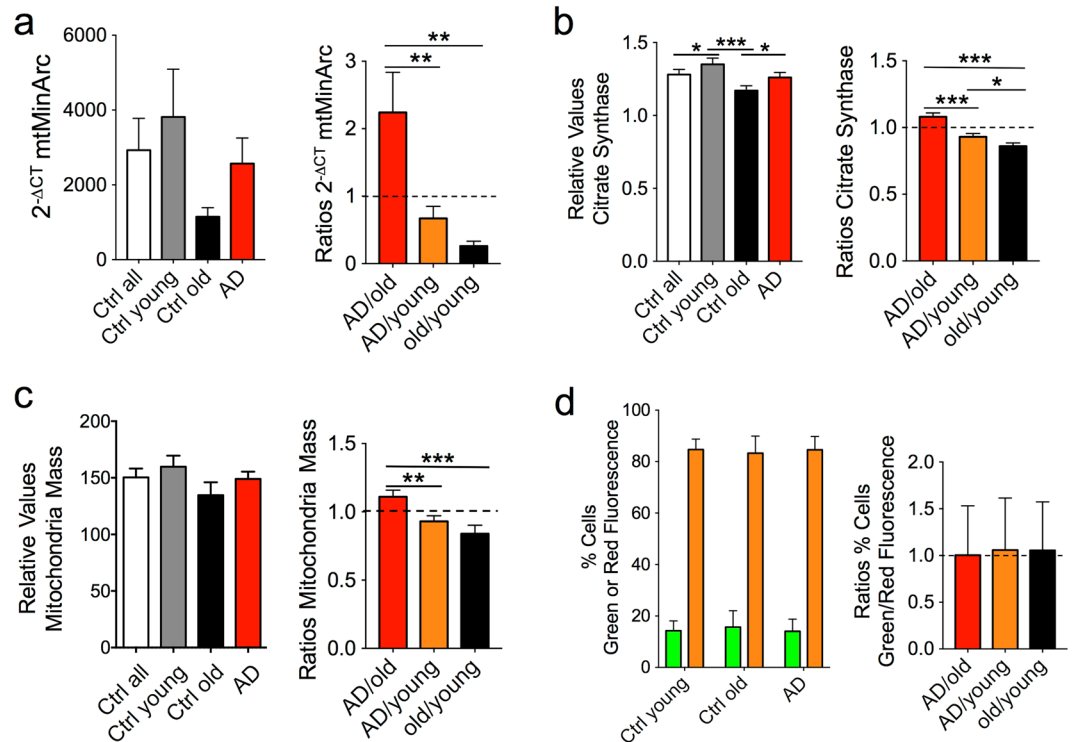 a
6000
4000
2000
0
2^-ΔCT mtMinArc
Ctrl all
Ctrl young
Ctrl old
AD
3
2
1
0
Ratios 2^-ΔCT mtMinArc
**
**
AD/old
AD/young
old/young
b
1.5
1.0
0.0
Relative Values
Citrate Synthase
*
***
*
Ctrl all
Ctrl young
Ctrl old
AD
1.5
1.0
0.5
0.0
Ratios Citrate Synthase
***
*
***
AD/old
AD/young
old/young
c
200
150
100
50
0
Relative Values
Mitochondria Mass
Ctrl all
Ctrl young
Ctrl old
AD
1.5
1.0
Ratios Mitochondria Mass
***
**
AD/old
AD/young
old/young
d
100
80
60
40
20
0
% Cells
Green or Red Fluorescence
Ctrl young
Ctrl old
AD
2.0
1.5
1.0
0.5
0.0
Ratios % Cells
Green/Red Fluorescence
AD/old
AD/young
old/young